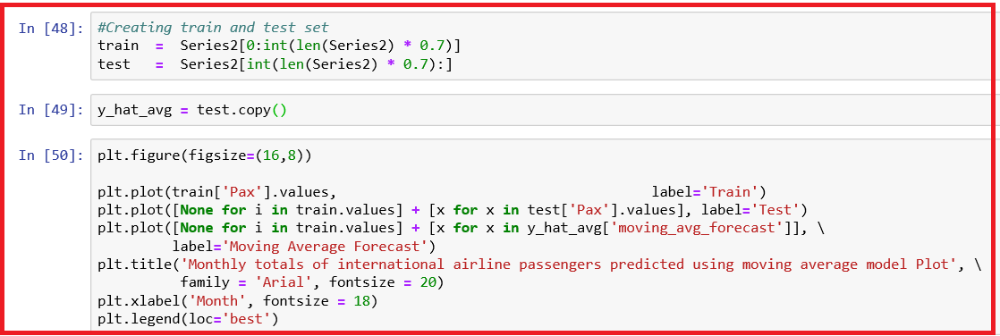 In [48]: #Creating train and test set
train  =  Series2[0:int(len(Series2) * 0.7)]
test   =  Series2[int(len(Series2) * 0.7):]
In [49]: y_hat_avg = test.copy()
In [50]: plt.figure(figsize=(16,8))
plt.plot(train['Pax'].values,                                      label='Train')
plt.plot([None for i in train.values] + [x for x in test['Pax'].values], label='Test')
plt.plot([None for i in train.values] + [x for x in y_hat_avg['moving_avg_forecast']], \
         label='Moving Average Forecast')
plt.title('Monthly totals of international airline passengers predicted using moving average model Plot', \
          family = 'Arial', fontsize = 20)
plt.xlabel('Month', fontsize = 18)
plt.legend(loc='best')